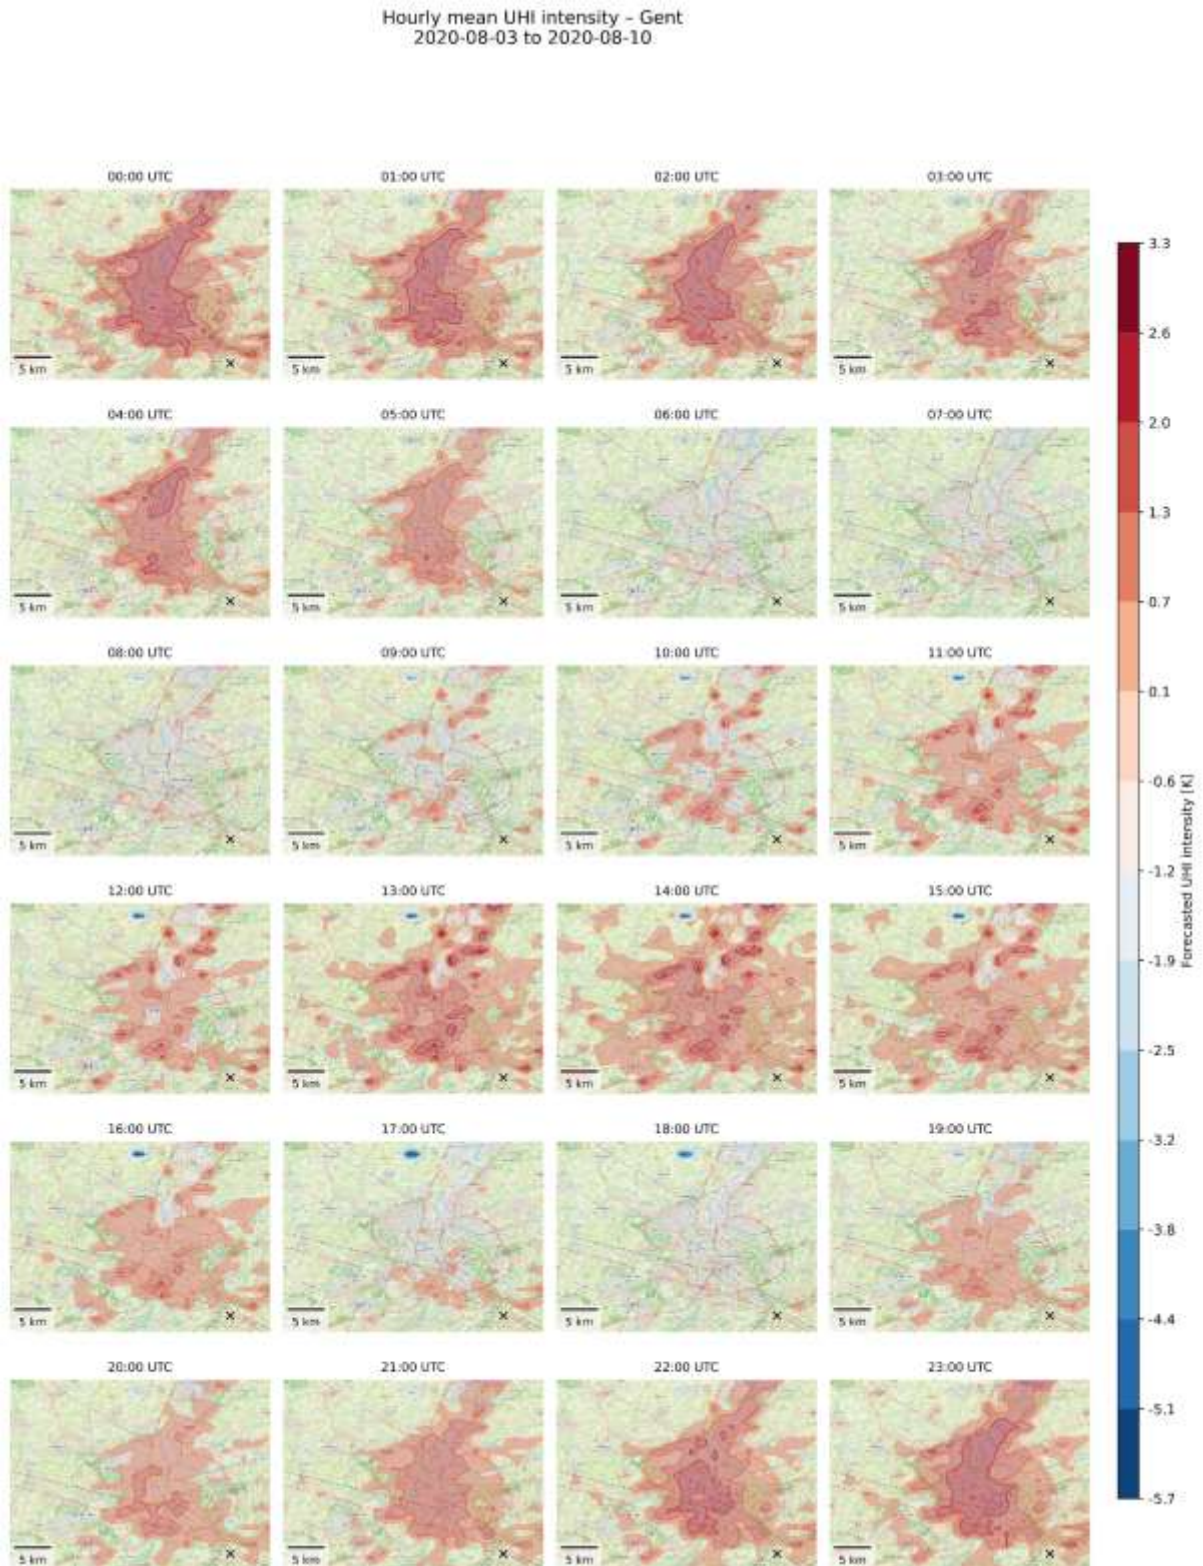 Hourly mean UHI intensity – Gent
2020-08-03 to 2020-08-10
00:00 UTC
01:00 UTC
02:00 UTC
03:00 UTC
5 km
5 km
5 km
5 km
04:00 UTC
05:00 UTC
06:00 UTC
07:00 UTC
5 km
5 km
5 km
5 km
08:00 UTC
09:00 UTC
10:00 UTC
11:00 UTC
5 km
5 km
5 km
5 km
12:00 UTC
13:00 UTC
14:00 UTC
15:00 UTC
5 km
5 km
5 km
5 km
16:00 UTC
17:00 UTC
18:00 UTC
19:00 UTC
5 km
5 km
5 km
5 km
20:00 UTC
21:00 UTC
22:00 UTC
23:00 UTC
5 km
5 km
5 km
5 km
3.3
2.6
2.0
1.3
0.7
0.1
-0.6
-1.2
-1.9
-2.5
-3.2
-3.8
-4.4
-5.1
-5.7
Forecasted UHI intensity [K]